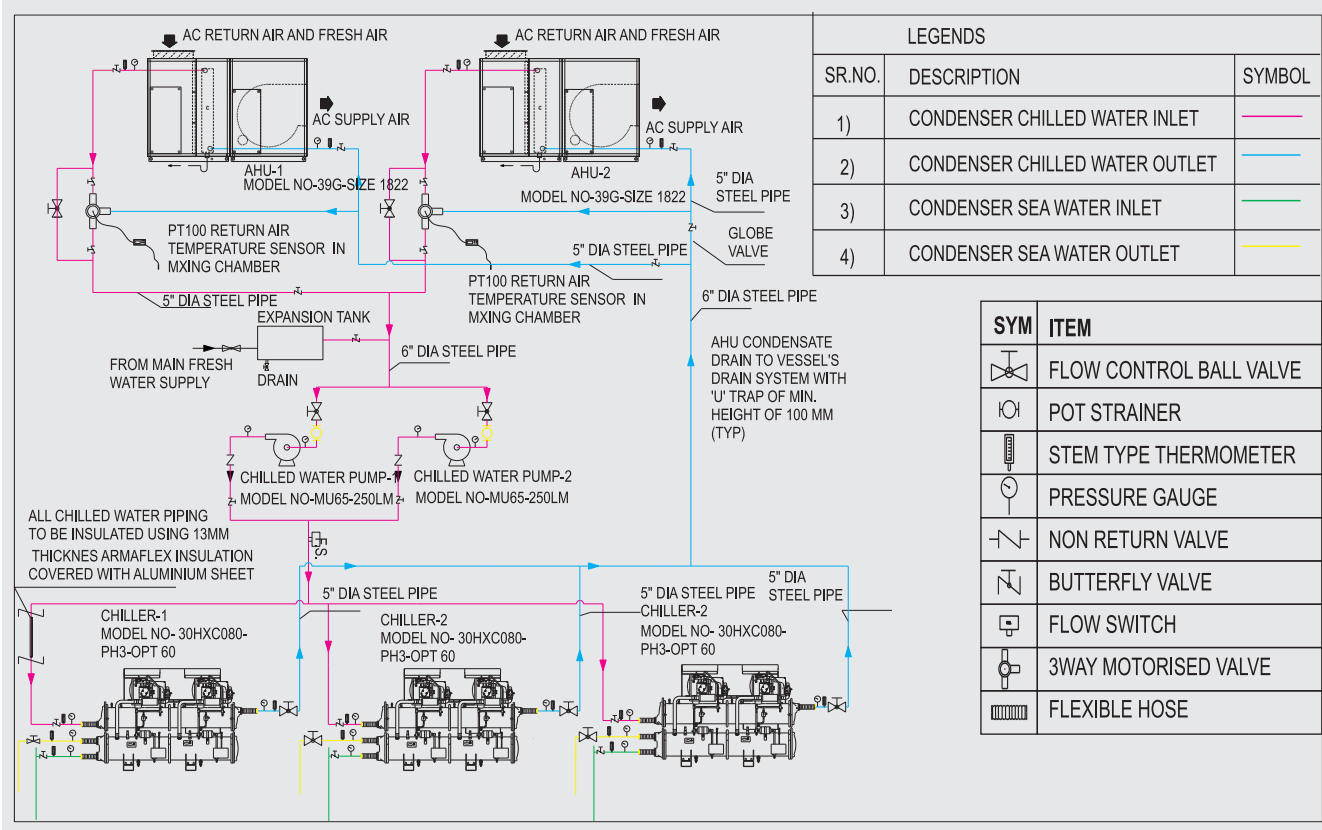 AC RETURN AIR AND FRESH AIR
AC SUPPLY AIR
AHU-1
MODEL NO-39G-SIZE 1822
PT100 RETURN AIR
TEMPERATURE SENSOR IN
MXING CHAMBER
AC RETURN AIR AND FRESH AIR
AC SUPPLY AIR
AHU-2
MODEL NO-39G-SIZE 1822
5" DIA
STEEL PIPE
GLOBE
VALVE
5" DIA STEEL PIPE
PT100 RETURN AIR
TEMPERATURE SENSOR IN
MXING CHAMBER
6" DIA STEEL PIPE
5" DIA STEEL PIPE
EXPANSION TANK
FROM MAIN FRESH
WATER SUPPLY
DRAIN
6" DIA STEEL PIPE
AHU CONDENSATE
DRAIN TO VESSEL'S
DRAIN SYSTEM WITH
'U' TRAP OF MIN.
HEIGHT OF 100 MM
(TYP)
CHILLED WATER PUMP-1
MODEL NO-MU65-250LM
CHILLED WATER PUMP-2
MODEL NO-MU65-250LM
ALL CHILLED WATER PIPING
TO BE INSULATED USING 13MM
THICKNES ARMAFLEX INSULATION
COVERED WITH ALUMINIUM SHEET
F.S.
5" DIA STEEL PIPE
CHILLER-1
MODEL NO- 30HXC080-
PH3-OPT 60
5" DIA STEEL PIPE
CHILLER-2
MODEL NO- 30HXC080-
PH3-OPT 60
5" DIA STEEL PIPE
CHILLER-2
MODEL NO- 30HXC080-
PH3-OPT 60
5" DIA
STEEL PIPE
LEGENDS
SR.NO. DESCRIPTION SYMBOL
1) CONDENSER CHILLED WATER INLET
2) CONDENSER CHILLED WATER OUTLET
3) CONDENSER SEA WATER INLET
4) CONDENSER SEA WATER OUTLET
SYM ITEM
FLOW CONTROL BALL VALVE
POT STRAINER
STEM TYPE THERMOMETER
PRESSURE GAUGE
NON RETURN VALVE
BUTTERFLY VALVE
FLOW SWITCH
3WAY MOTORISED VALVE
FLEXIBLE HOSE